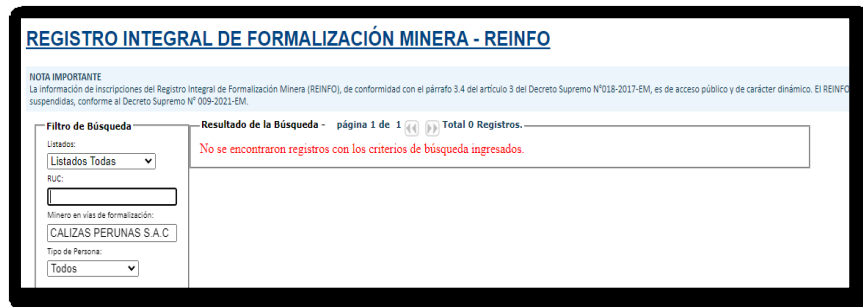 REGISTRO INTEGRAL DE FORMALIZACIÓN MINERA - REINFO
NOTA IMPORTANTE
La información de inscripciones del Registro Integral de Formalización Minera (REINFO), de conformidad con el párrafo 3.4 del artículo 3 del Decreto Supremo N°018-2017-EM, es de acceso público y de carácter dinámico. El REINFO
suspendidas, conforme al Decreto Supremo N° 009-2021-EM.
Filtro de Búsqueda
Listados:
Listados Todas
RUC:
Minero en vías de formalización:
CALIZAS PERUNAS S.A.C
Tipo de Persona:
Todos
Resultado de la Búsqueda - página 1 de 1 Total 0 Registros.
No se encontraron registros con los criterios de búsqueda ingresados.